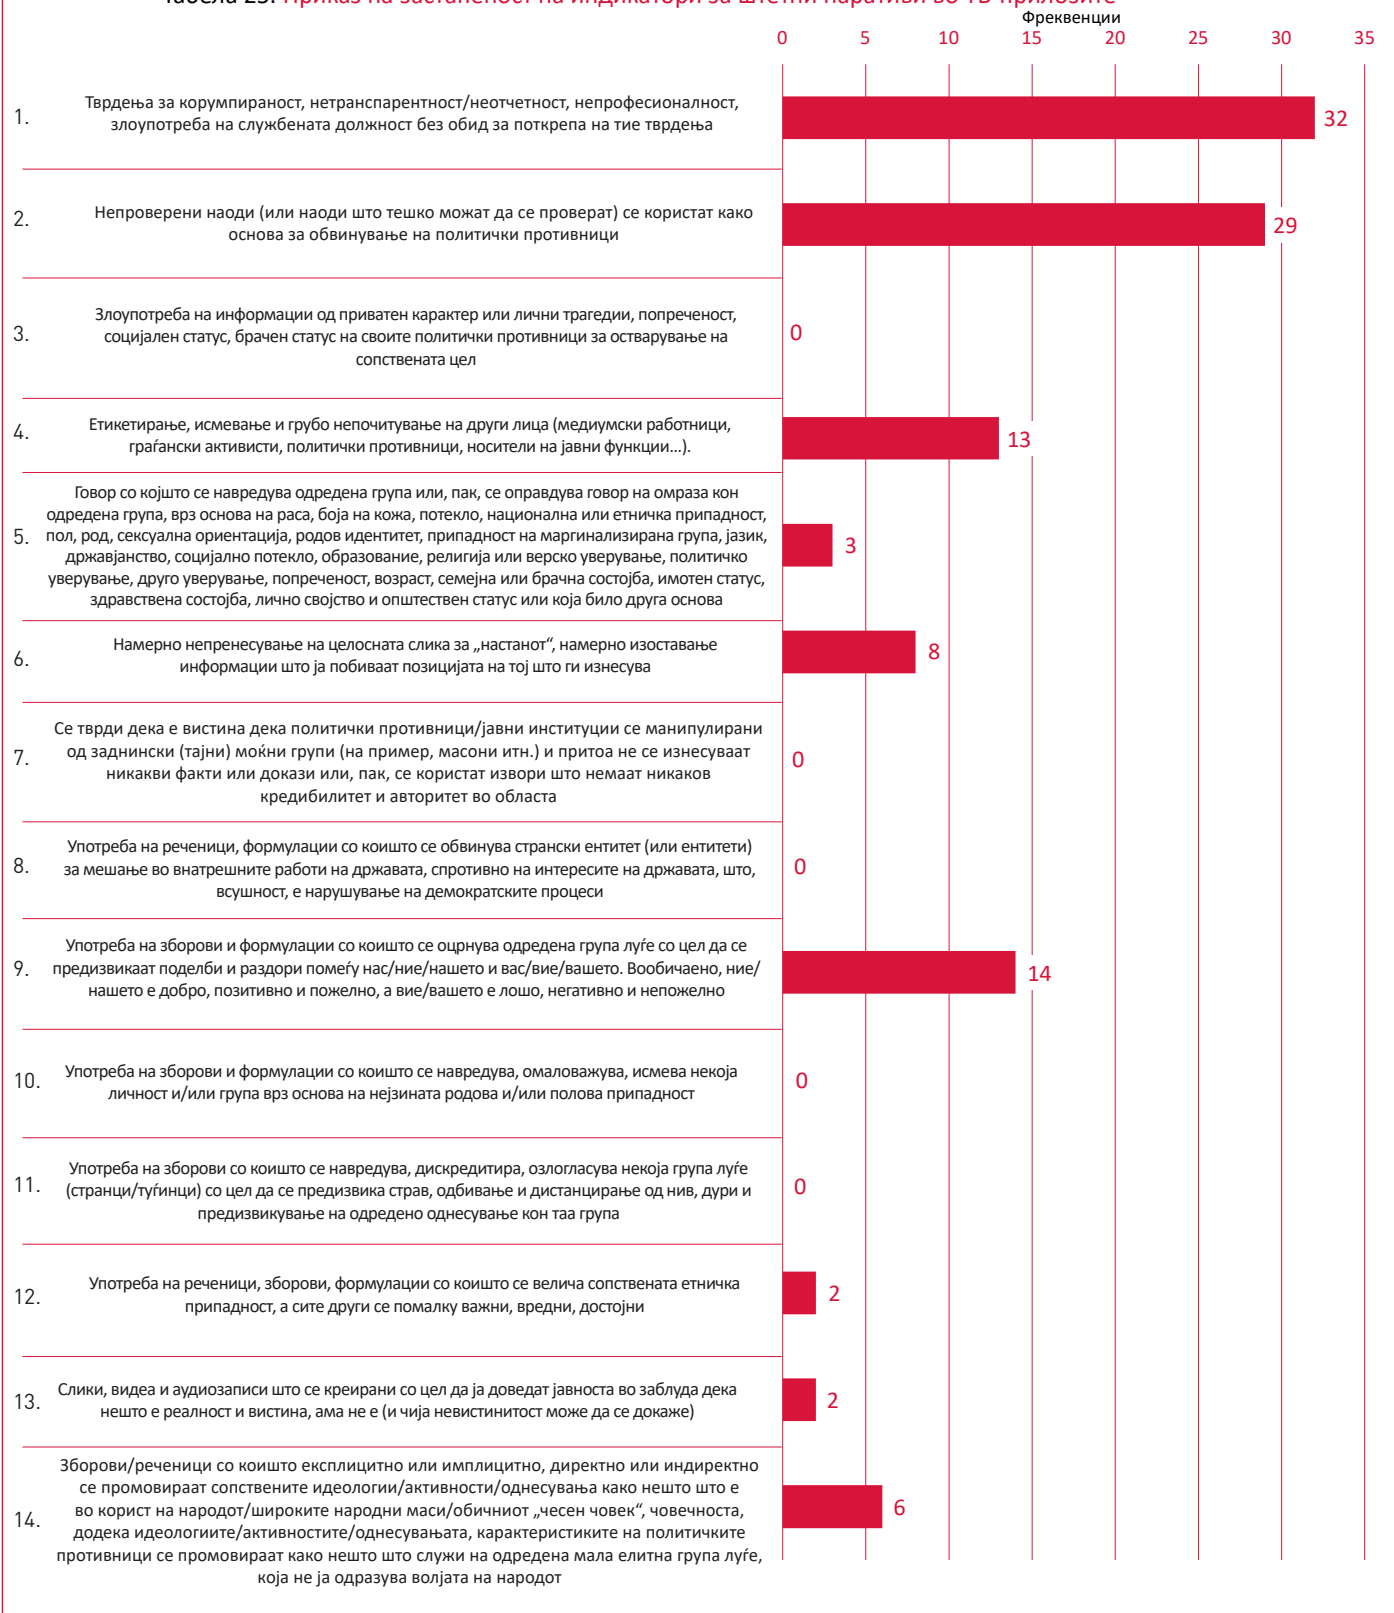 Табела 25. Приказ на застапеност на индикатори за штетни наративи во ТВ-прилозите
Фреквенции
0 5 10 15 20 25 30 35
1. Тврдења за корумпираност, нетранспарентност/неотчетност, непрофесионалност,
злоупотреба на службената должност без обид за поткрепа на тие тврдења
32
2. Непроверени наоди (или наоди што тешко можат да се проверат) се користат како
основа за обвинување на политички противници
29
3. Злоупотреба на информации од приватен карактер или лични трагедии, попреченост,
социјален статус, брачен статус на своите политички противници за остварување на
сопствената цел
0
4. Етикетирање, исмевање и грубо непочитување на други лица (медиумски работници,
граѓански активисти, политички противници, носители на јавни функции...).
13
Говор со којшто се навредува одредена група или, пак, се оправдува говор на омраза кон
одредена група, врз основа на раса, боја на кожа, потекло, национална или етничка припадност,
5. пол, род, сексуална ориентација, родов идентитет, припадност на маргинализирана група, јазик,
државјанство, социјално потекло, образование, религија или верско уверување, политичко
уверување, друго уверување, попреченост, возраст, семејна или брачна состојба, имотен статус,
здравствена состојба, лично својство и општествен статус или која било друга основа
3
6. Намерно непренесување на целосната слика за „настанот“, намерно изоставање
информации што ја побиваат позицијата на тој што ги изнесува
8
Се тврди дека е вистина дека политички противници/јавни институции се манипулирани
7. од заднински (тајни) моќни групи (на пример, масони итн.) и притоа не се изнесуваат
никакви факти или докази или, пак, се користат извори што немаат никаков
кредибилитет и авторитет во областа
0
Употреба на реченици, формулации со коишто се обвинува странски ентитет (или ентитети)
8. за мешање во внатрешните работи на државата, спротивно на интересите на државата, што,
всушност, е нарушување на демократските процеси
0
Употреба на зборови и формулации со коишто се оцрнува одредена група луѓе со цел да се
9. предизвикаат поделби и раздори помеѓу нас/ние/нашето и вас/вие/вашето. Вообичаено, ние/
нашето е добро, позитивно и пожелно, а вие/вашето е лошо, негативно и непожелно
14
10. Употреба на зборови и формулации со коишто се навредува, омаловажува, исмева некоја
личност и/или група врз основа на нејзината родова и/или полова припадност
0
Употреба на зборови со коишто се навредува, дискредитира, озлогласува некоја група луѓе
11. (странци/туѓинци) со цел да се предизвика страв, одбивање и дистанцирање од нив, дури и
предизвикување на одредено однесување кон таа група
0
12. Употреба на реченици, зборови, формулации со коишто се велича сопствената етничка
припадност, а сите други се помалку важни, вредни, достојни
2
13. Слики, видеа и аудиозаписи што се креирани со цел да ја доведат јавноста во заблуда дека
нешто е реалност и вистина, ама не е (и чија невистинитост може да се докаже)
2
Зборови/реченици со коишто експлицитно или имплицитно, директно или индиректно
се промовираат сопствените идеологии/активности/однесувања како нешто што е
во корист на народот/широките народни маси/обичниот „чесен човек“, човечноста,
14. додека идеологиите/активностите/однесувањата, карактеристиките на политичките
противници се промовираат како нешто што служи на одредена мала елитна група луѓе,
која не ја одразува волјата на народот
6